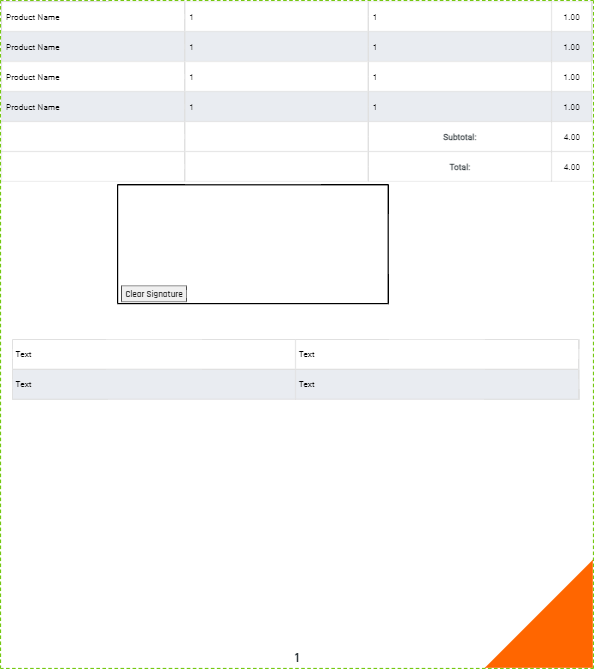 Product Name 1 1 1.00
Product Name 1 1 1.00
Product Name 1 1 1.00
Product Name 1 1 1.00
Subtotal: 4.00
Total: 4.00
Clear Signature
Text Text
Text Text
1